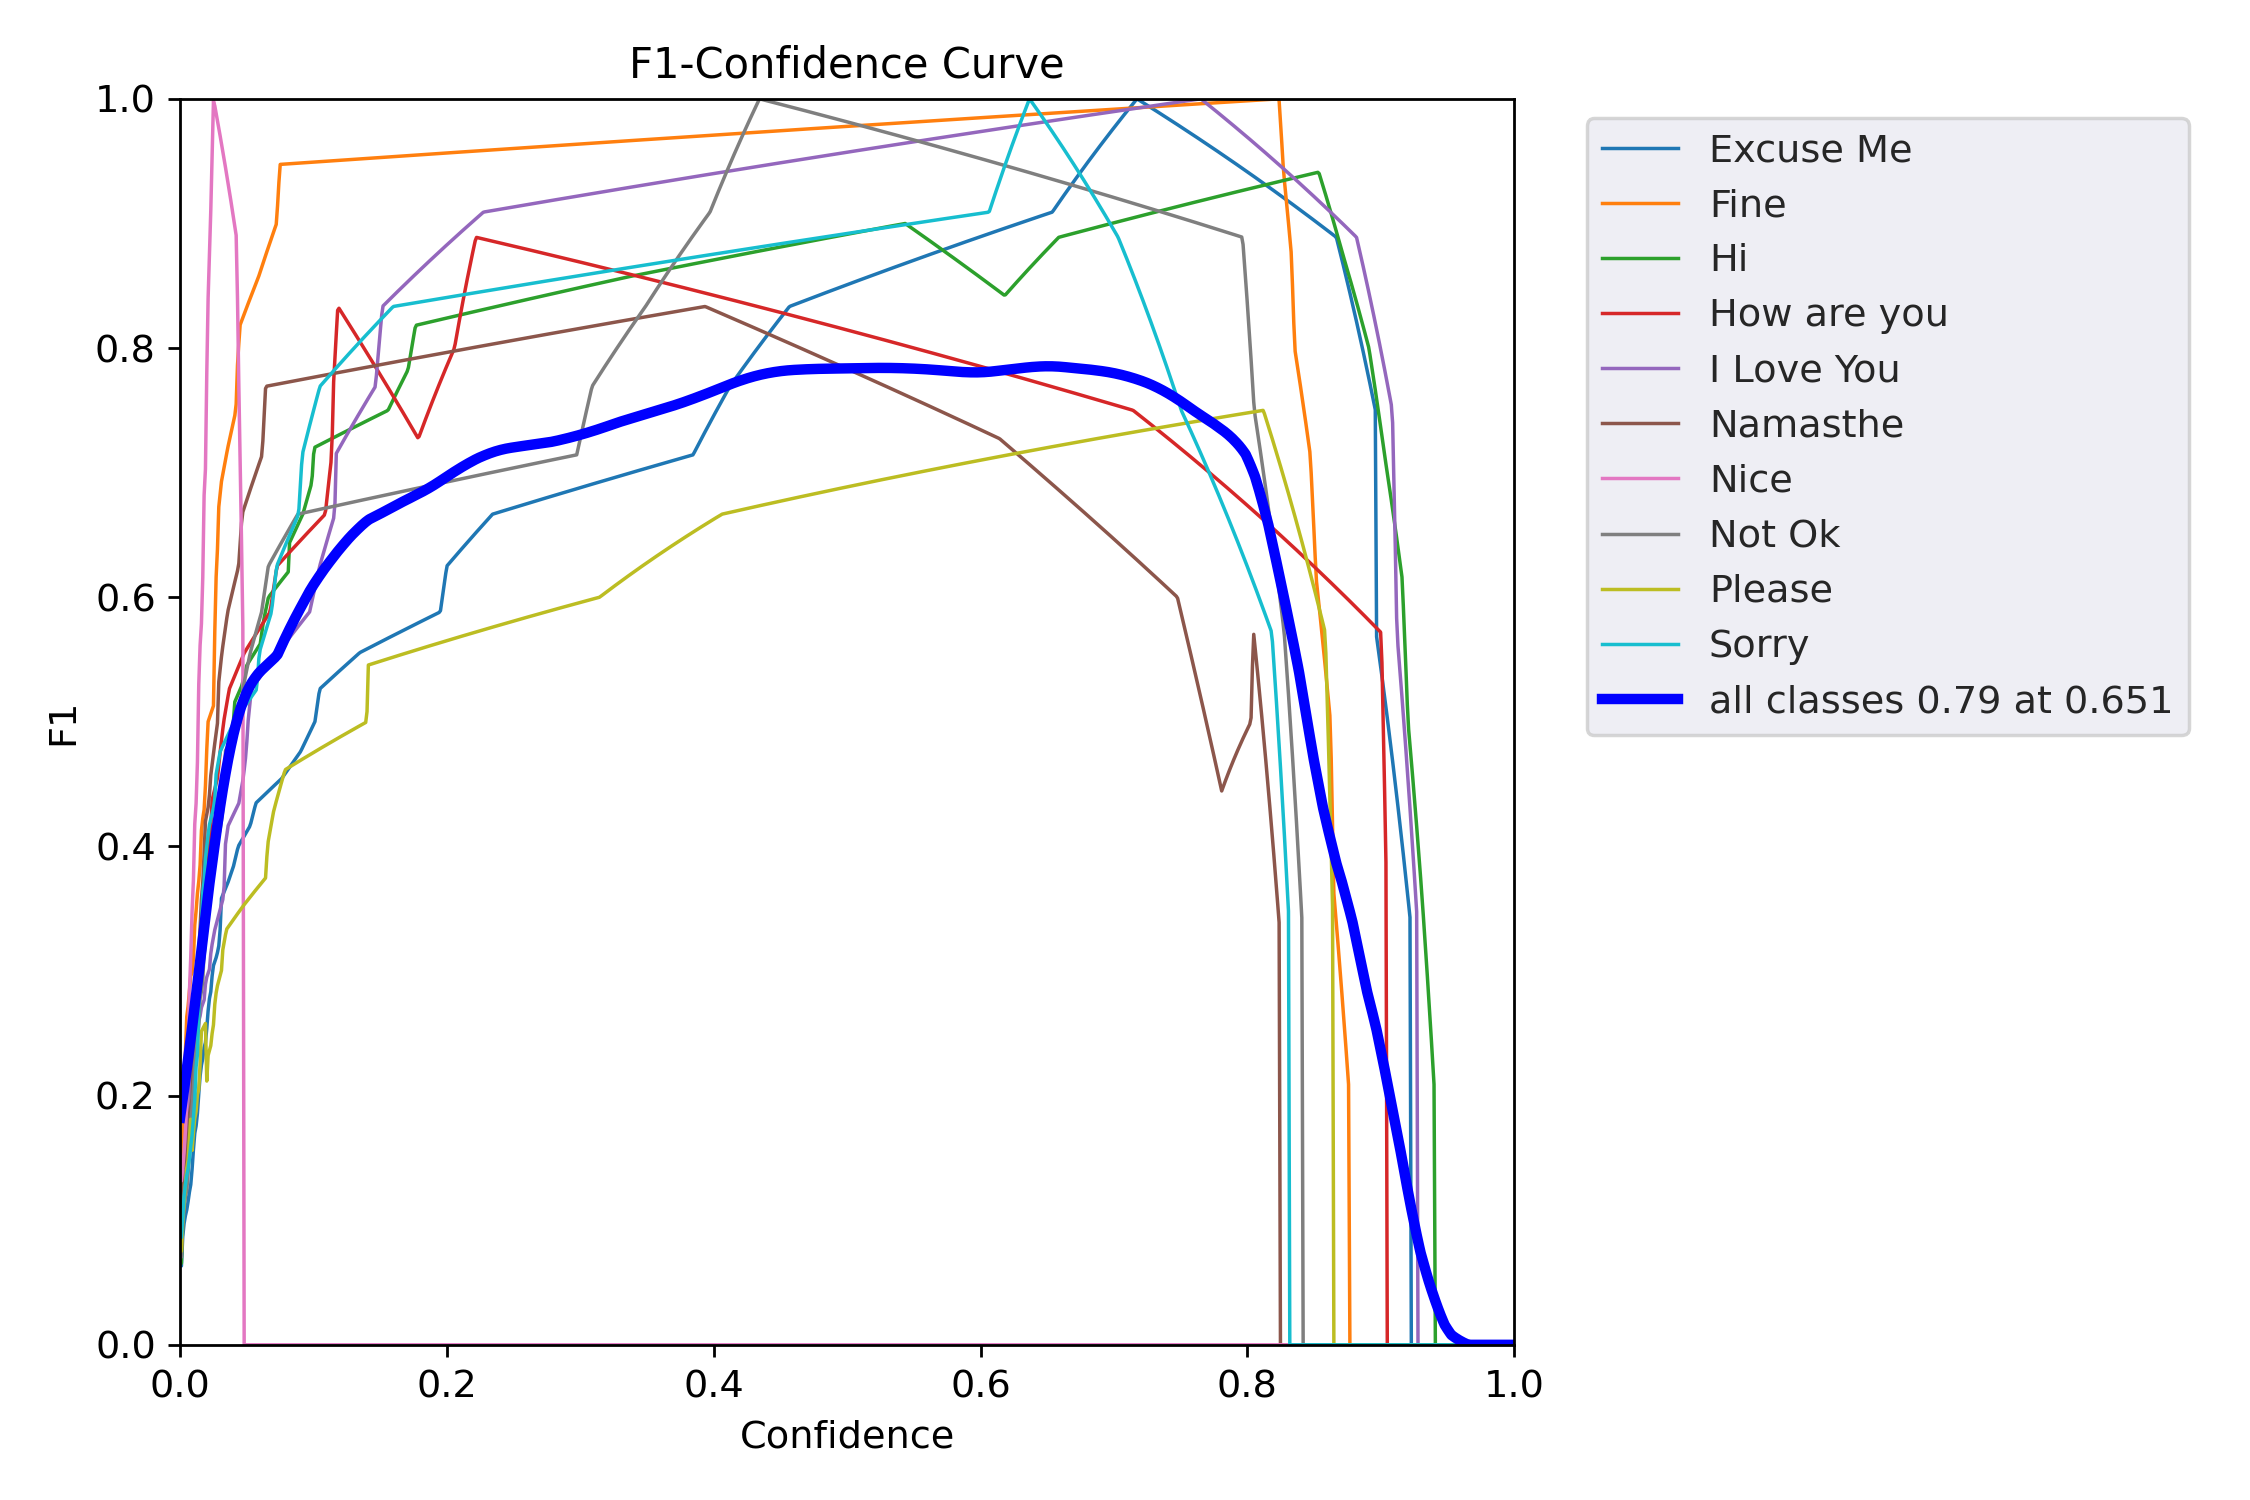 F1-Confidence Curve
1.0
0.8
0.6
0.4
0.2
0.0
F1
0.0 0.2 0.4 0.6 0.8 1.0
Confidence
Excuse Me
Fine
Hi
How are you
I Love You
Namasthe
Nice
Not Ok
Please
Sorry
all classes 0.79 at 0.651